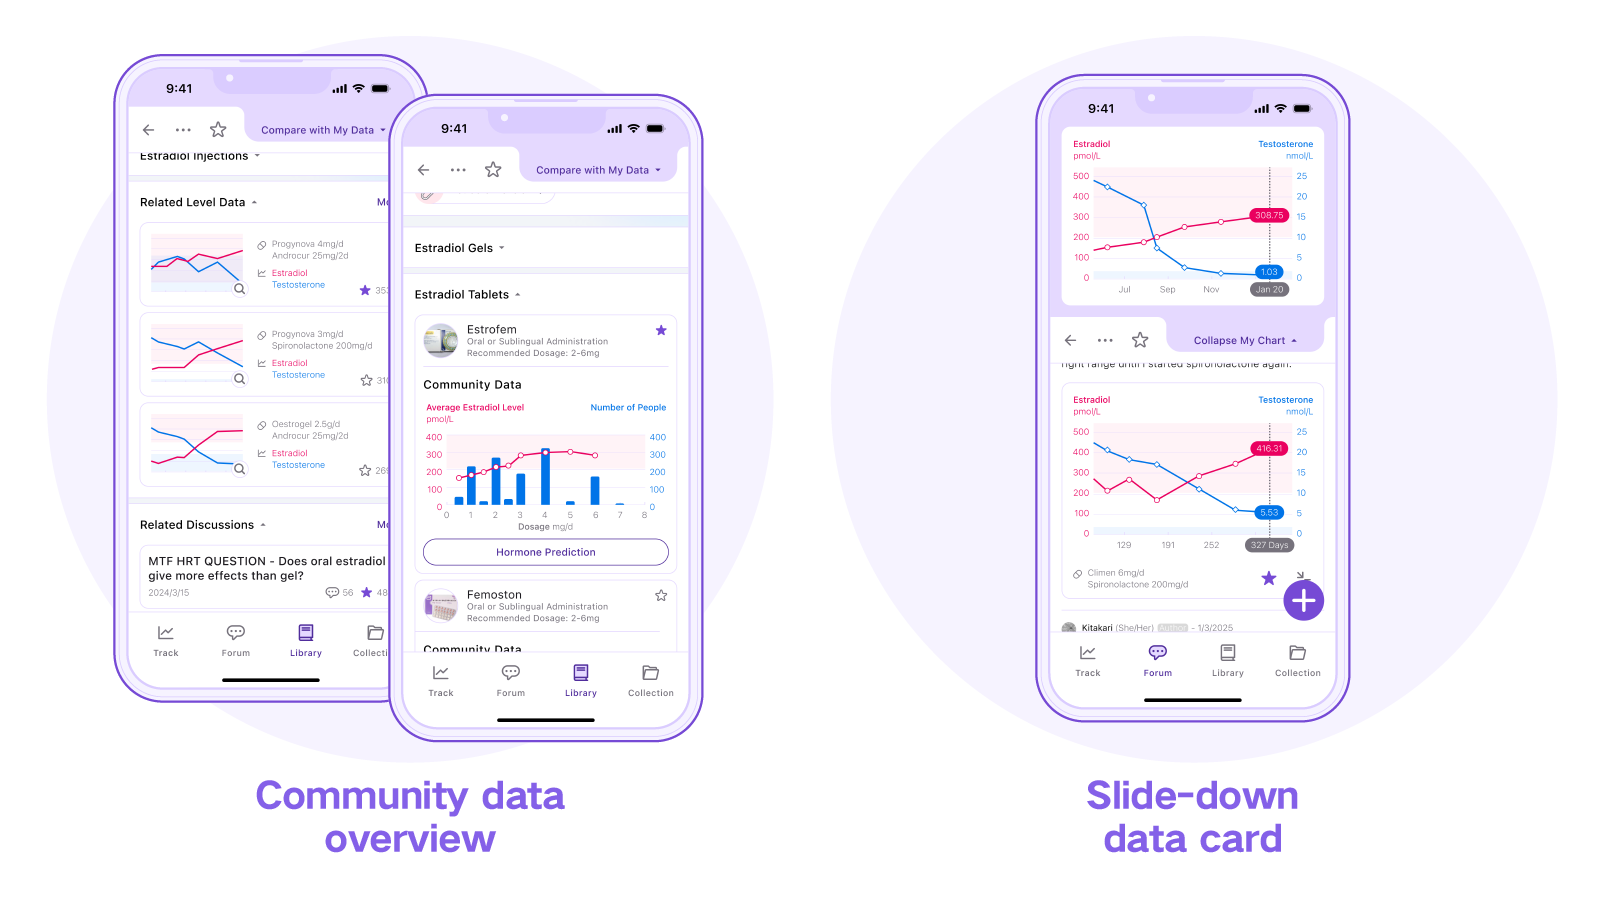 9:41
Compare with My Data
Estradiol Injections
Related Level Data
Progynova 4mg/d
Androcur 25mg/2d
Estradiol
Testosterone
Progynova 3mg/d
Spironolactone 200mg/d
Estradiol
Testosterone
Oestrogel 2.5g/d
Androcur 25mg/2d
Estradiol
Testosterone
Related Discussions
MTF HRT QUESTION - Does oral estradiol
give more effects than gel?
2024/3/15
56
Track
Forum
Library
9:41
Compare with My Data
Estradiol Gels
Estradiol Tablets
Estrofem
Oral or Sublingual Administration
Recommended Dosage: 2-6mg
Community Data
Average Estradiol Level
Number of People
pmol/L
400 400
300 300
200 200
100 100
0 0
0 1 2 3 4 5 6 7 8
Dosage mg/d
Hormone Prediction
Femoston
Oral or Sublingual Administration
Recommended Dosage: 2-6mg
Community Data
Track
Forum
Library
Collection
Community data
overview
9:41
Estradiol Testosterone
pmol/L nmol/L
500 25
400 20
300 308.75 15
200 10
100 1.03 5
0 0
Jul Sep Nov Jan 20
Collapse My Chart
right range until I started spironolactone again.
Estradiol Testosterone
pmol/L nmol/L
500 25
400 416.31 20
300 15
200 10
100 5.53 5
0 0
129 191 252 327 Days
Climen 6mg/d
Spironolactone 200mg/d
Kitakari (She/Her) Author - 1/3/2025
Track
Forum
Library
Collection
Slide-down
data card